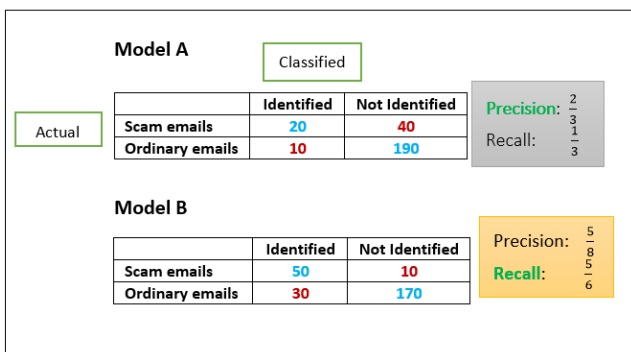 Model A
Classified
Actual
Identified Not Identified
Scam emails 20 40
Ordinary emails 10 190
Precision: 2/3
Recall: 1/3
Model B
Identified Not Identified
Scam emails 50 10
Ordinary emails 30 170
Precision: 5/8
Recall: 5/6